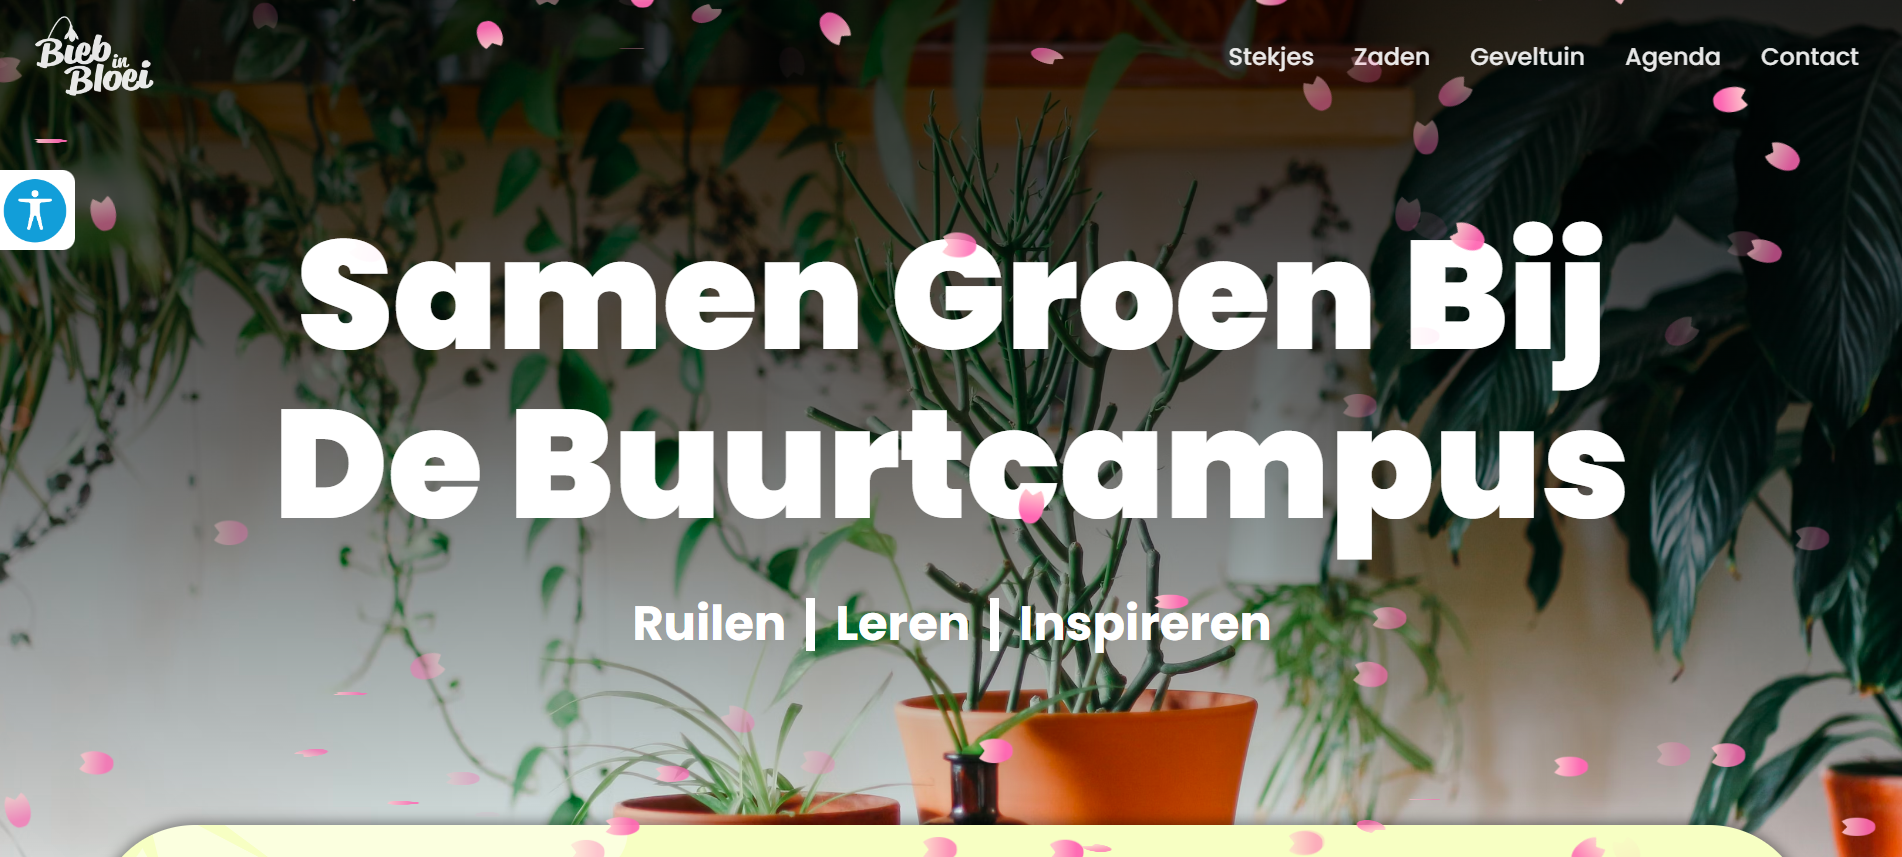 Bieb in
Bloei
Stekjes Zaden Geveltuin Agenda Contact
Samen Groen Bij
De Buurtcampus
Ruilen | Leren | Inspireren